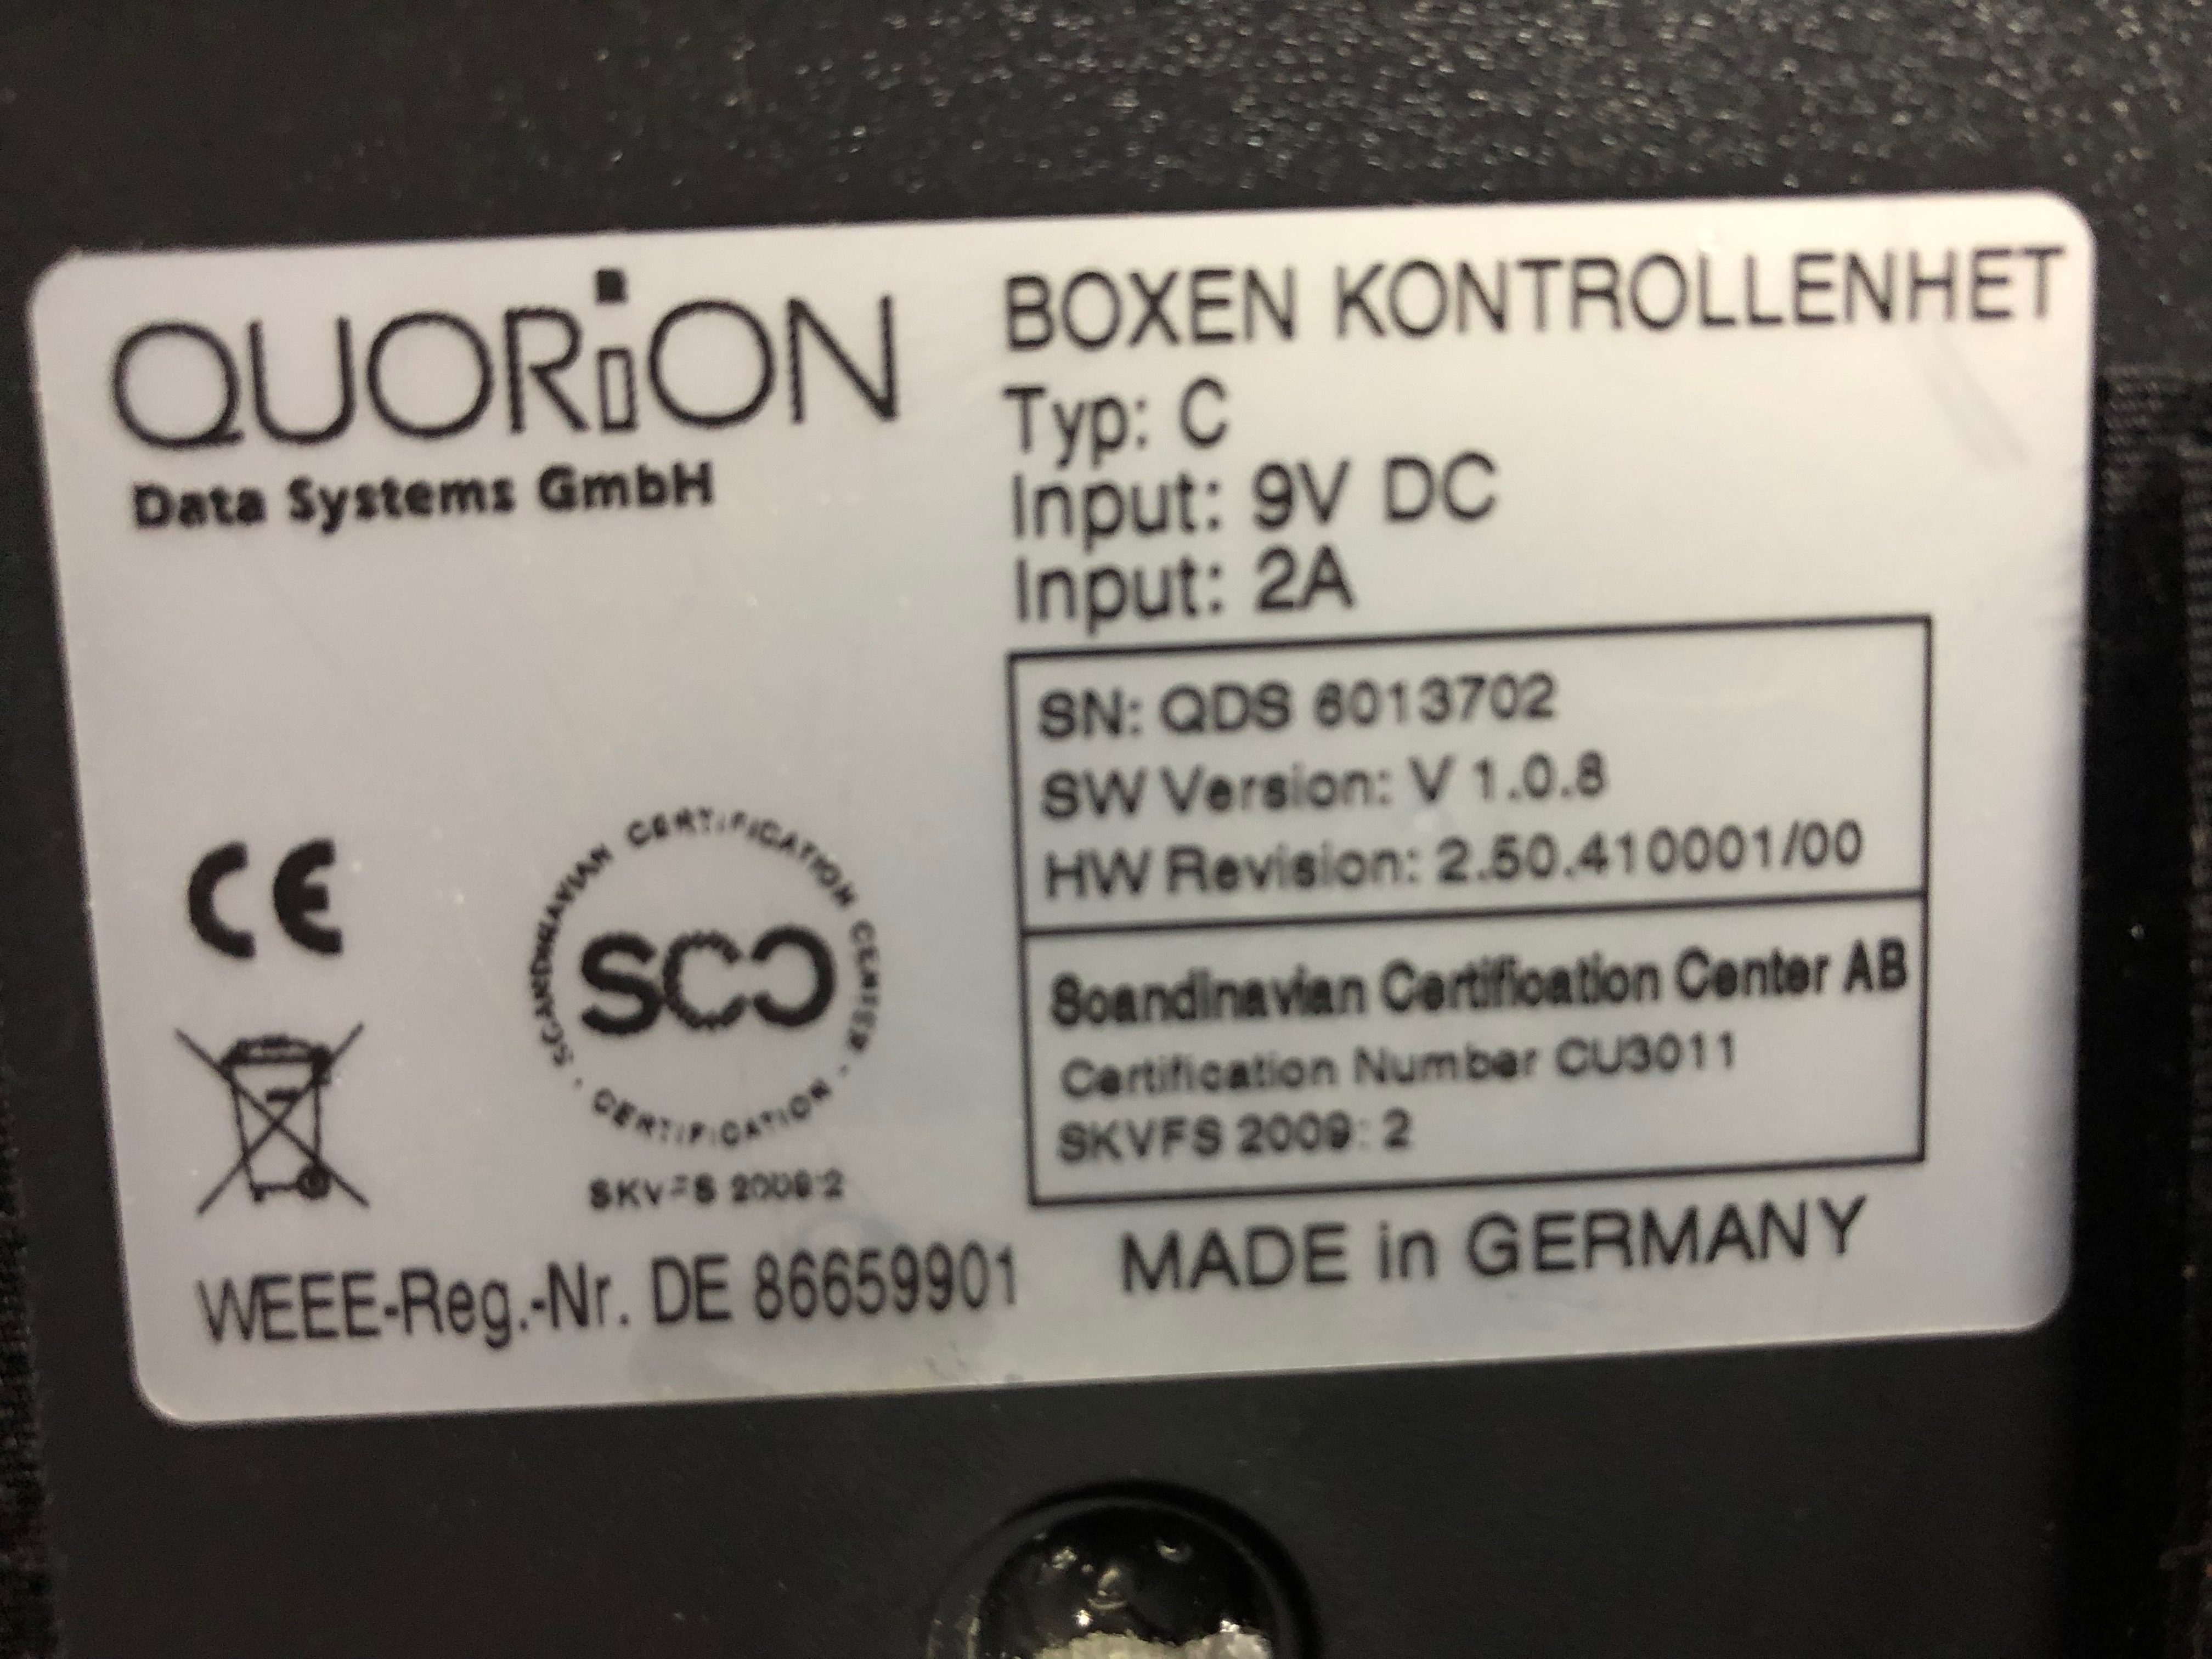 QUORiON
Data Systems GmbH
BOXEN KONTROLLENHET
Typ: C
Input: 9V DC
Input: 2A
SN: QDS 6013702
SW Version: V 1.0.8
HW Revision: 2.50.410001/00
Scandinavian Certification Center AB
Certification Number CU3011
SKVFS 2009: 2
CE
SCANDINAVIAN CERTIFICATION CENTER · CERTIFICATION ·
SCC
SKVFS 2009:2
WEEE-Reg.-Nr. DE 86659901
MADE in GERMANY